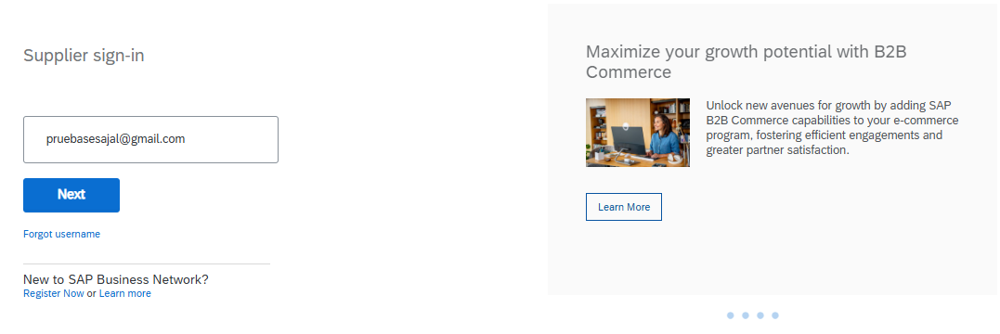 Supplier sign-in
pruebasesajal@gmail.com
Next
Forgot username
New to SAP Business Network?
Register Now or Learn more
Maximize your growth potential with B2B
Commerce
Unlock new avenues for growth by adding SAP
B2B Commerce capabilities to your e-commerce
program, fostering efficient engagements and
greater partner satisfaction.
Learn More